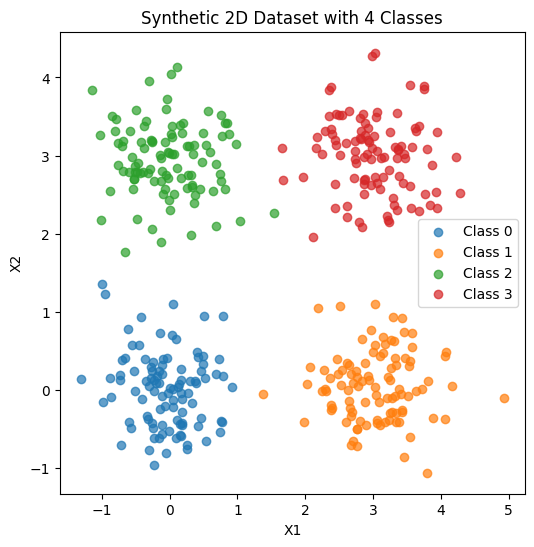 Synthetic 2D Dataset with 4 Classes
4
3
2
1
0
−1
X2
Class 0
Class 1
Class 2
Class 3
−1 0 1 2 3 4 5
X1